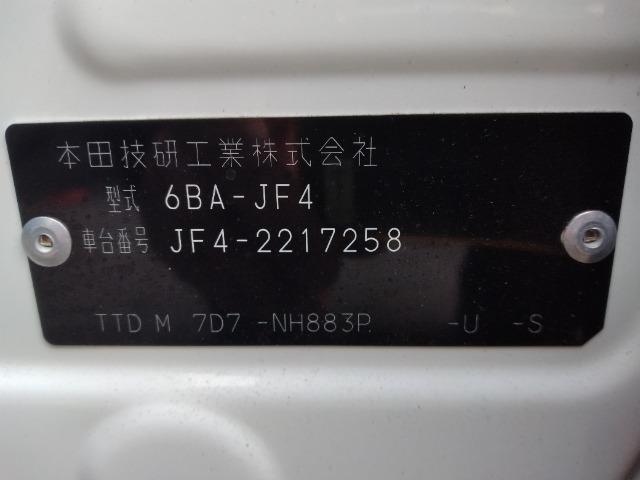 本田技研工業株式会社
型式 6BA-JF4
車台番号 JF4-2217258
TTD M 7D7 -NH883P -U -S